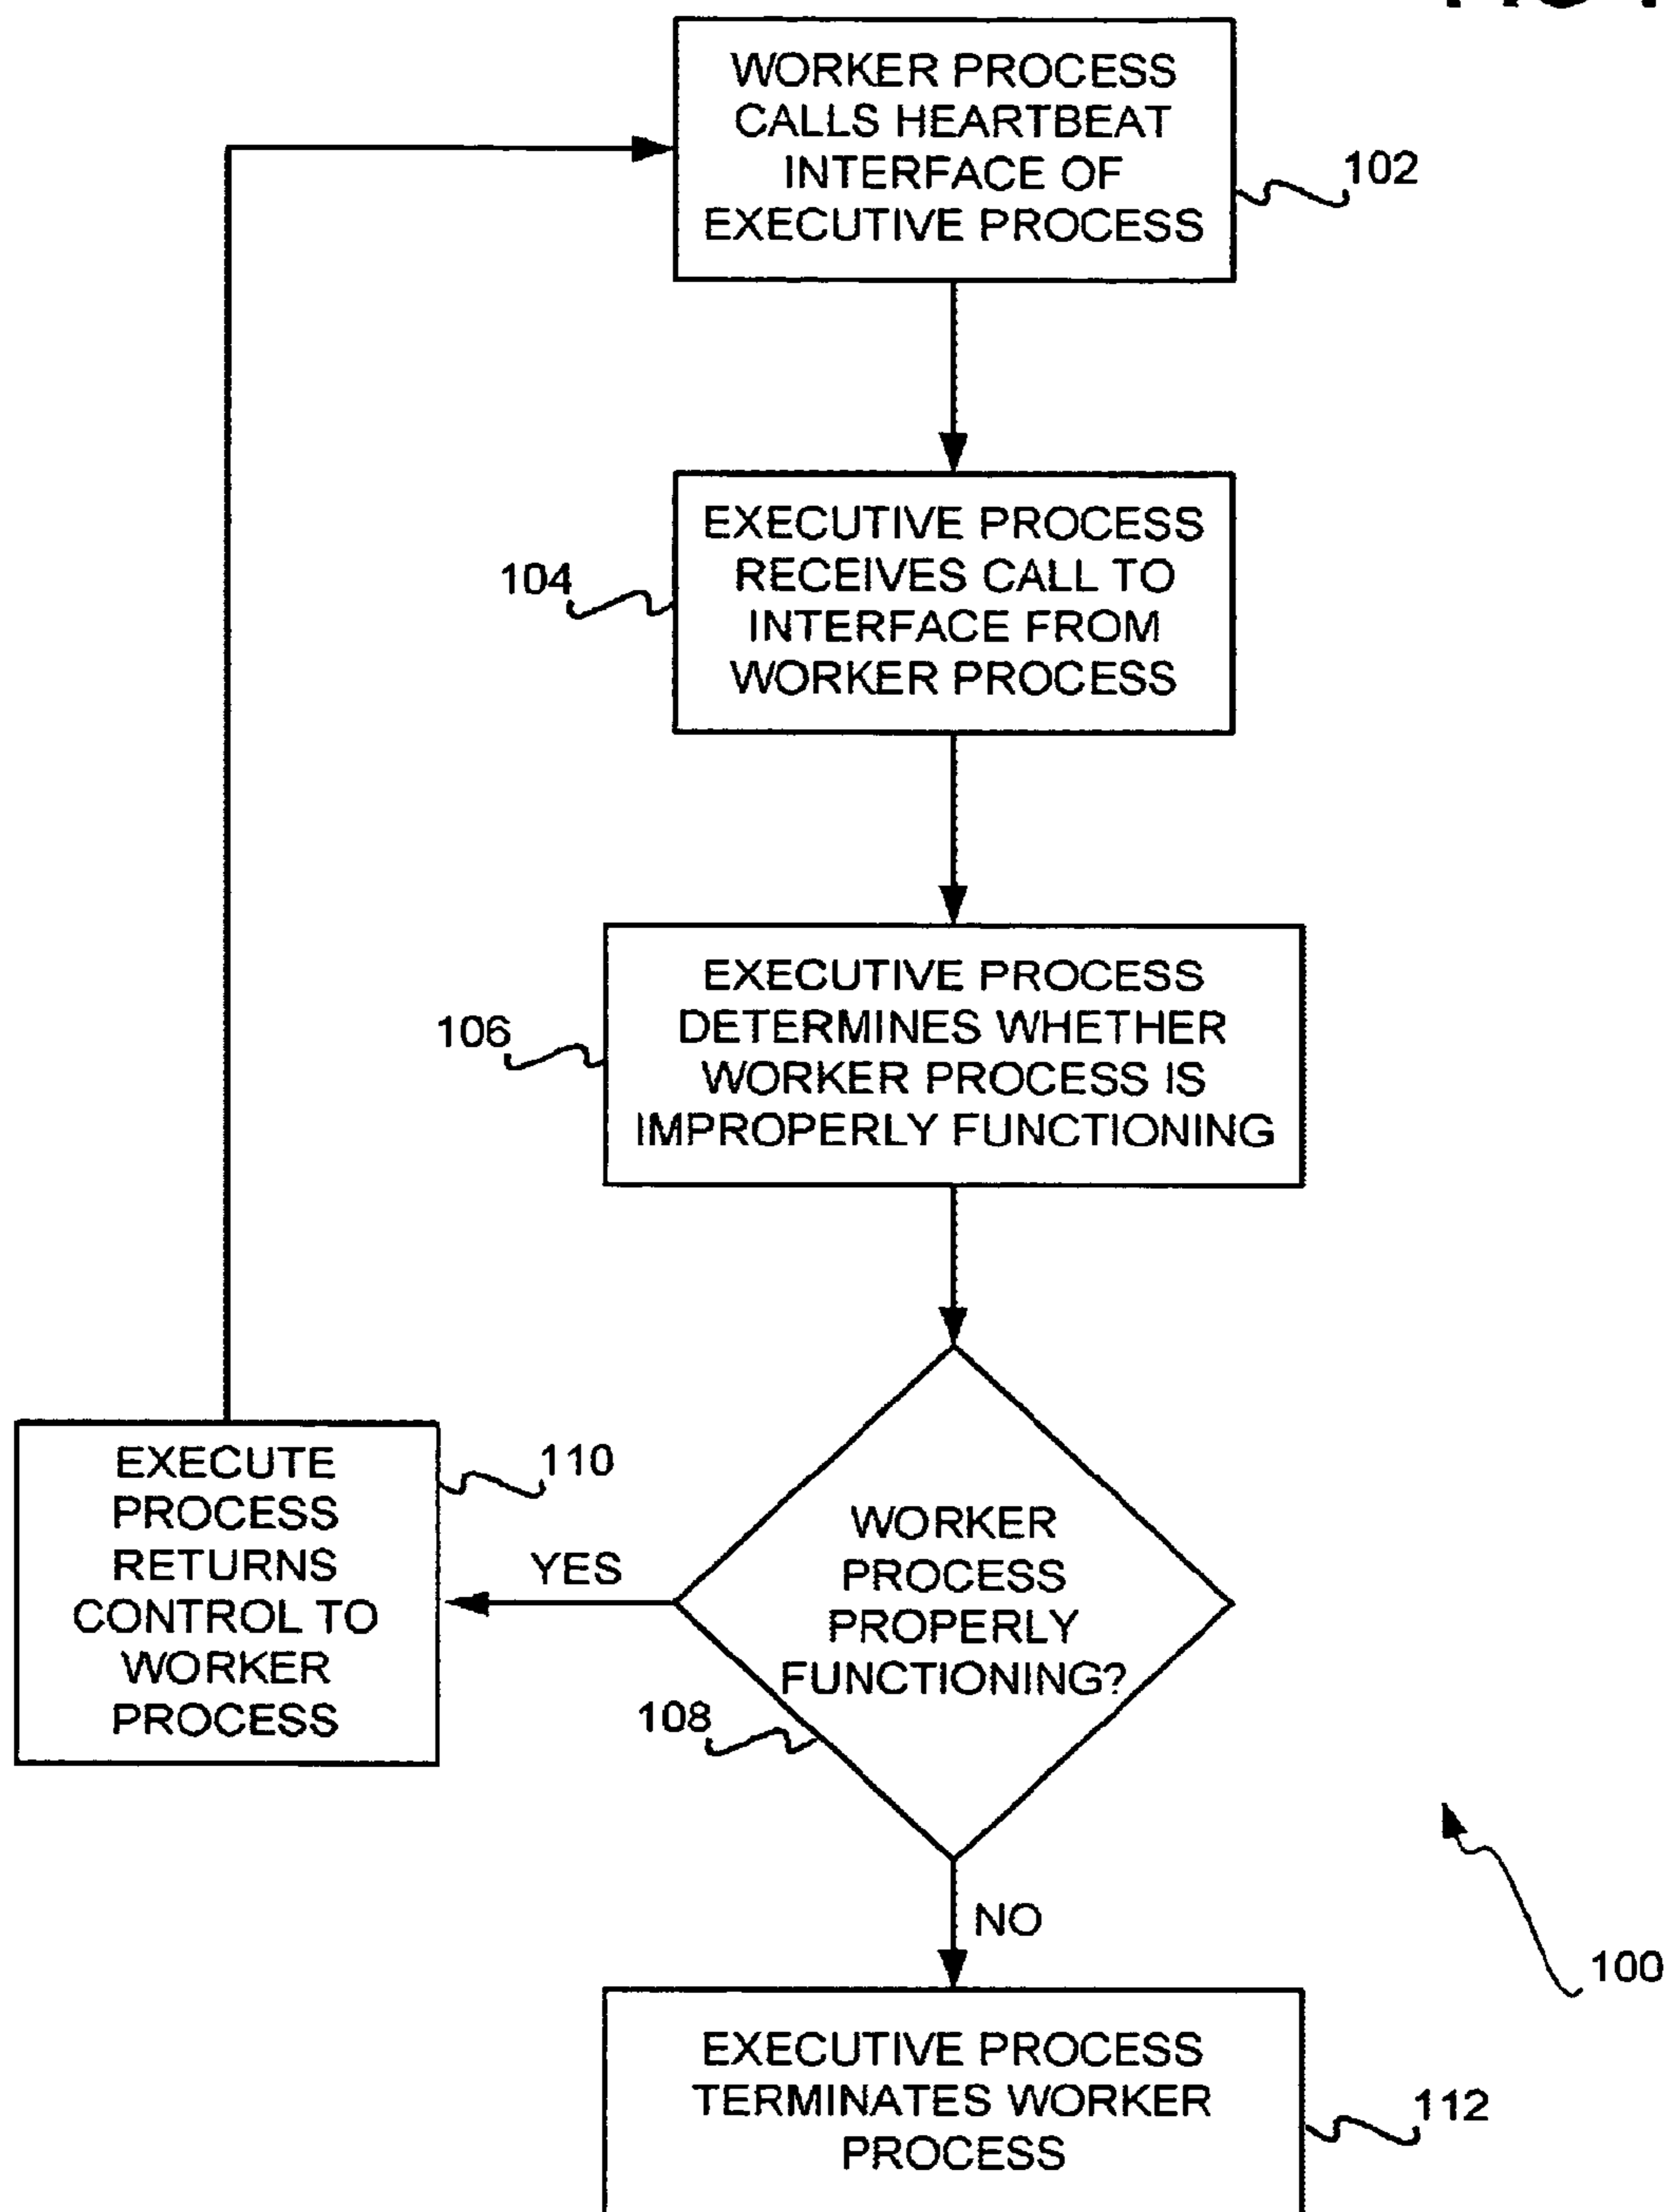 WORKER PROCESS
CALLS HEARTBEAT
INTERFACE OF
EXECUTIVE PROCESS
102
EXECUTIVE PROCESS
RECEIVES CALL TO
INTERFACE FROM
WORKER PROCESS
104
EXECUTIVE PROCESS
DETERMINES WHETHER
WORKER PROCESS IS
IMPROPERLY FUNCTIONING
106
WORKER
PROCESS
PROPERLY
FUNCTIONING?
108
YES
EXECUTE
PROCESS
RETURNS
CONTROL TO
WORKER
PROCESS
110
NO
100
EXECUTIVE PROCESS
TERMINATES WORKER
PROCESS
112